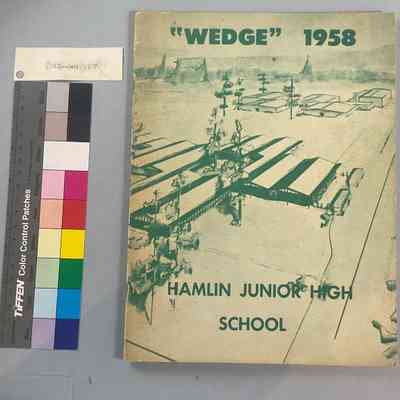 "WEDGE" 1958
HAMLIN JUNIOR HIGH
SCHOOL
TIFFEN Color Control Patches